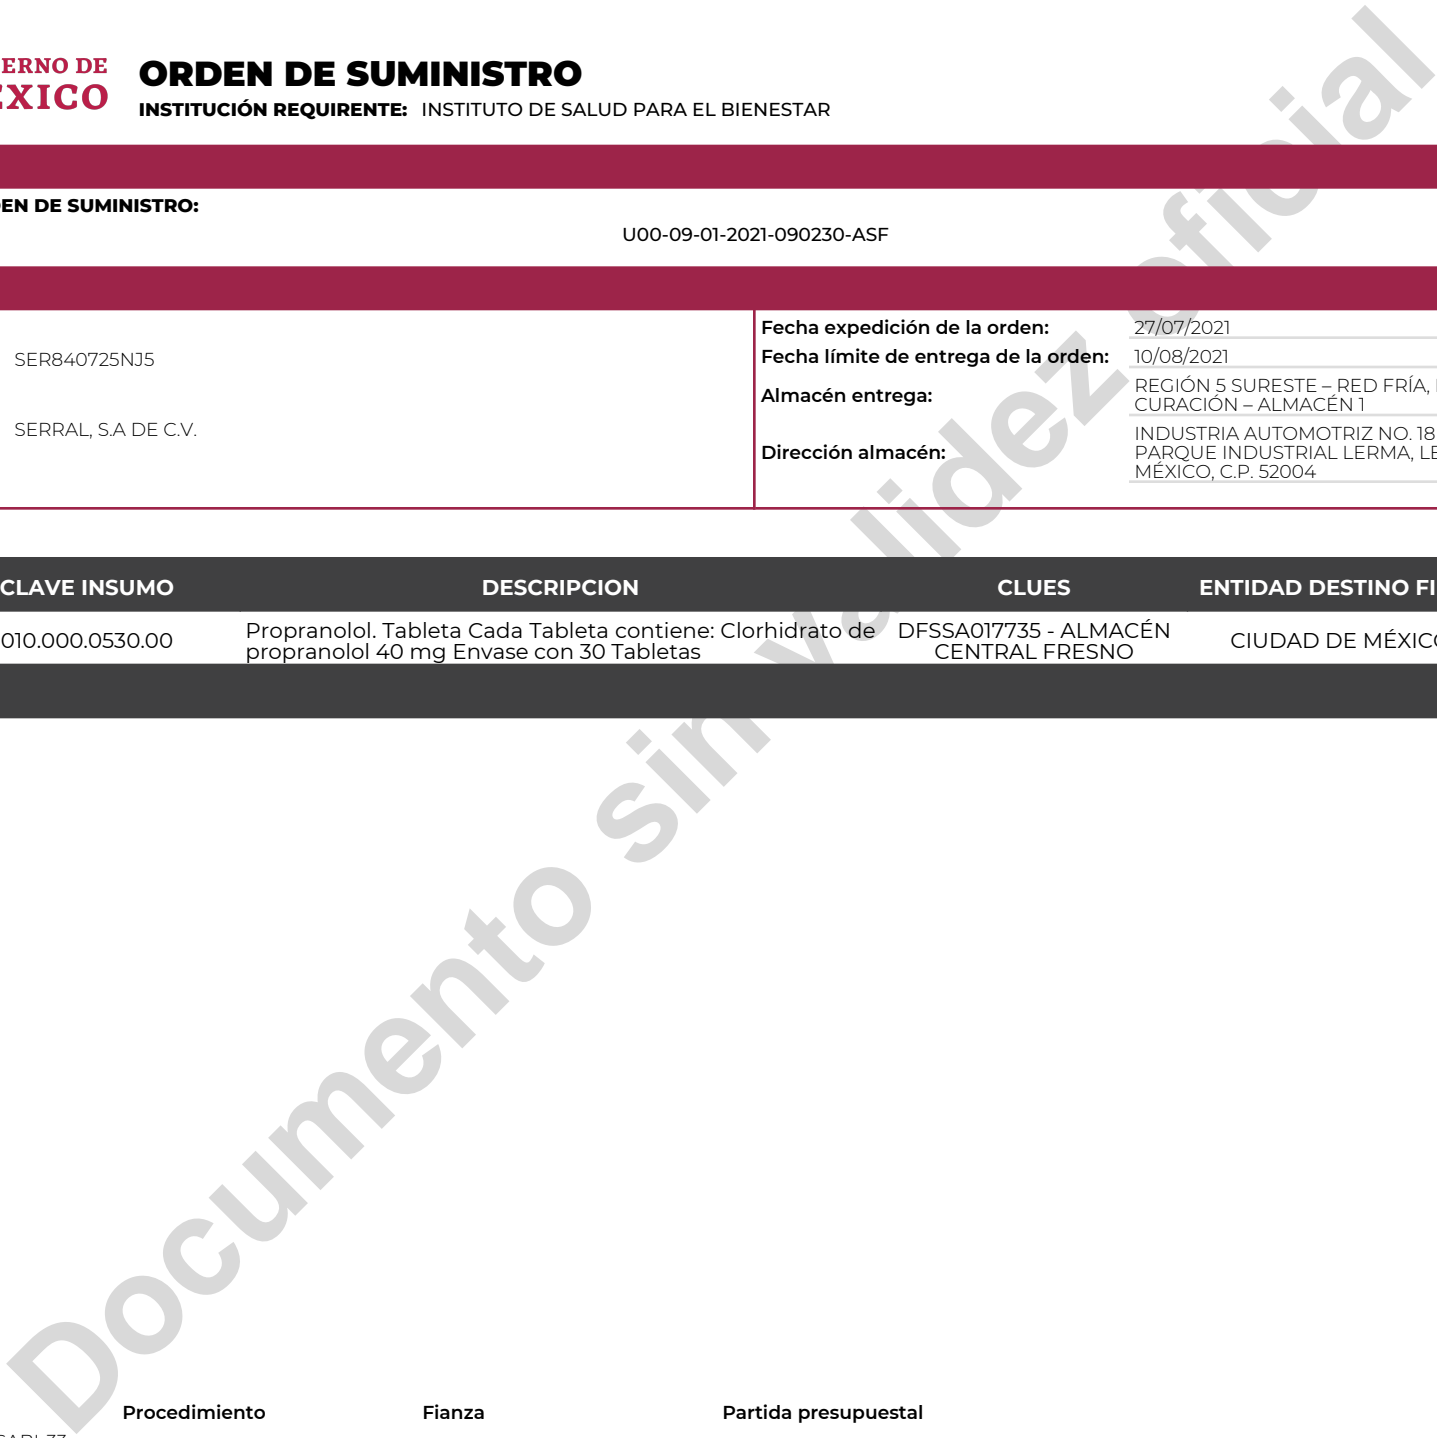 ERNO DE
ÉXICO
ORDEN DE SUMINISTRO
INSTITUCIÓN REQUIRENTE: INSTITUTO DE SALUD PARA EL BIENESTAR
EN DE SUMINISTRO:
U00-09-01-2021-090230-ASF
SER840725NJ5
SERRAL, S.A DE C.V.
Fecha expedición de la orden: 27/07/2021
Fecha límite de entrega de la orden: 10/08/2021
Almacén entrega: REGIÓN 5 SURESTE – RED FRÍA,
CURACIÓN – ALMACÉN 1
Dirección almacén: INDUSTRIA AUTOMOTRIZ NO. 18
PARQUE INDUSTRIAL LERMA, LE
MÉXICO, C.P. 52004
CLAVE INSUMO DESCRIPCION CLUES ENTIDAD DESTINO FI
010.000.0530.00 Propranolol. Tableta Cada Tableta contiene: Clorhidrato de
propranolol 40 mg Envase con 30 Tabletas
DFSSA017735 - ALMACÉN
CENTRAL FRESNO
CIUDAD DE MÉXICO
Documento sin validez oficial
Procedimiento Fianza Partida presupuestal